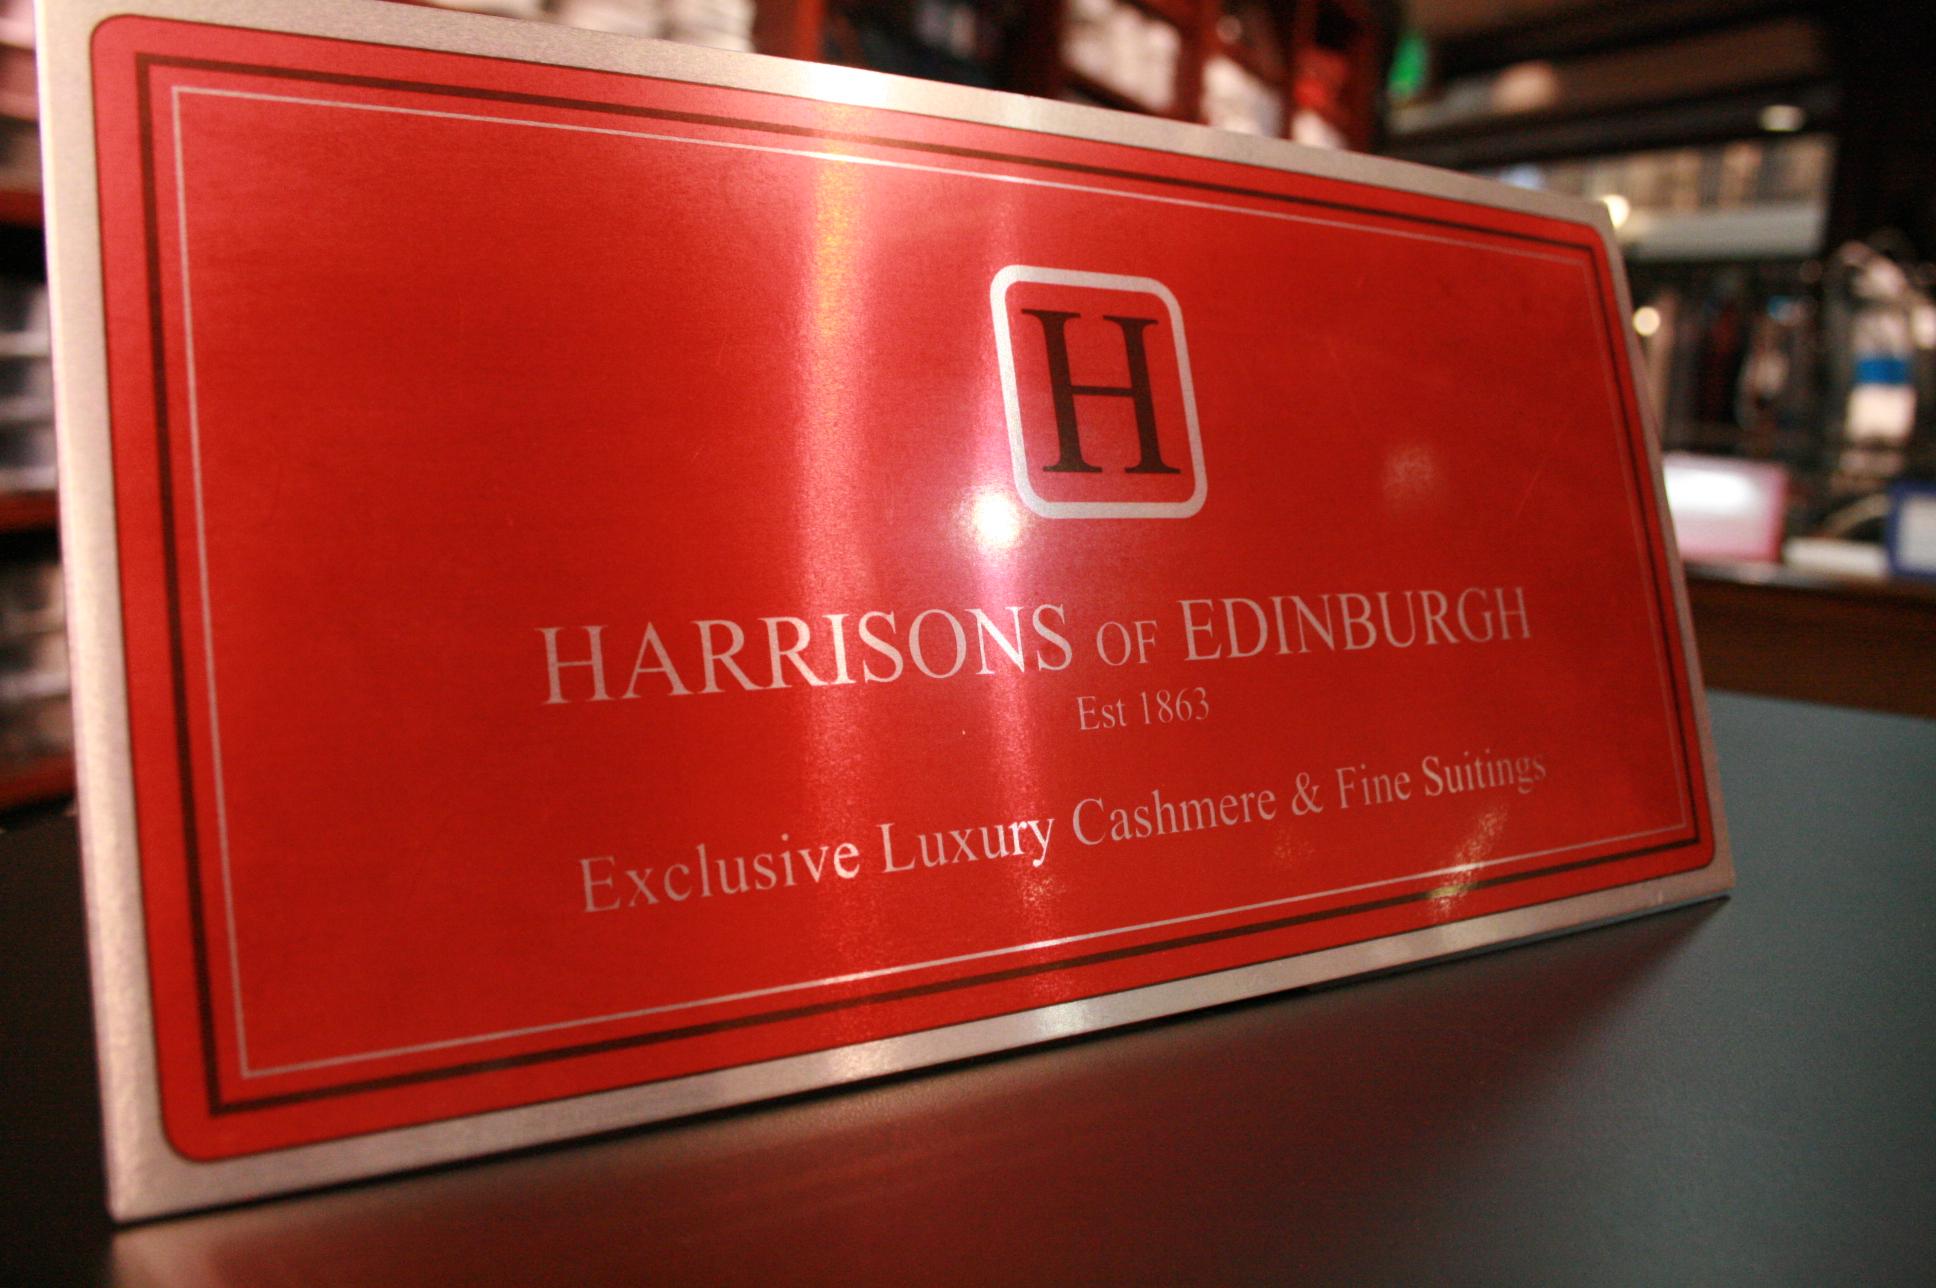 H
HARRISONS OF EDINBURGH
Est 1863
Exclusive Luxury Cashmere & Fine Suitings